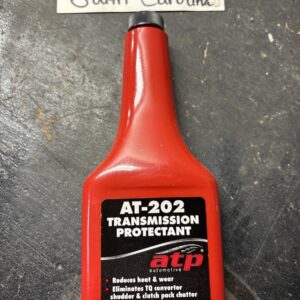 South Carolina
AT-202
TRANSMISSION
PROTECTANT
atp
automotive
• Reduces heat & wear
• Eliminates TQ converter
shudder & clutch pack chatter